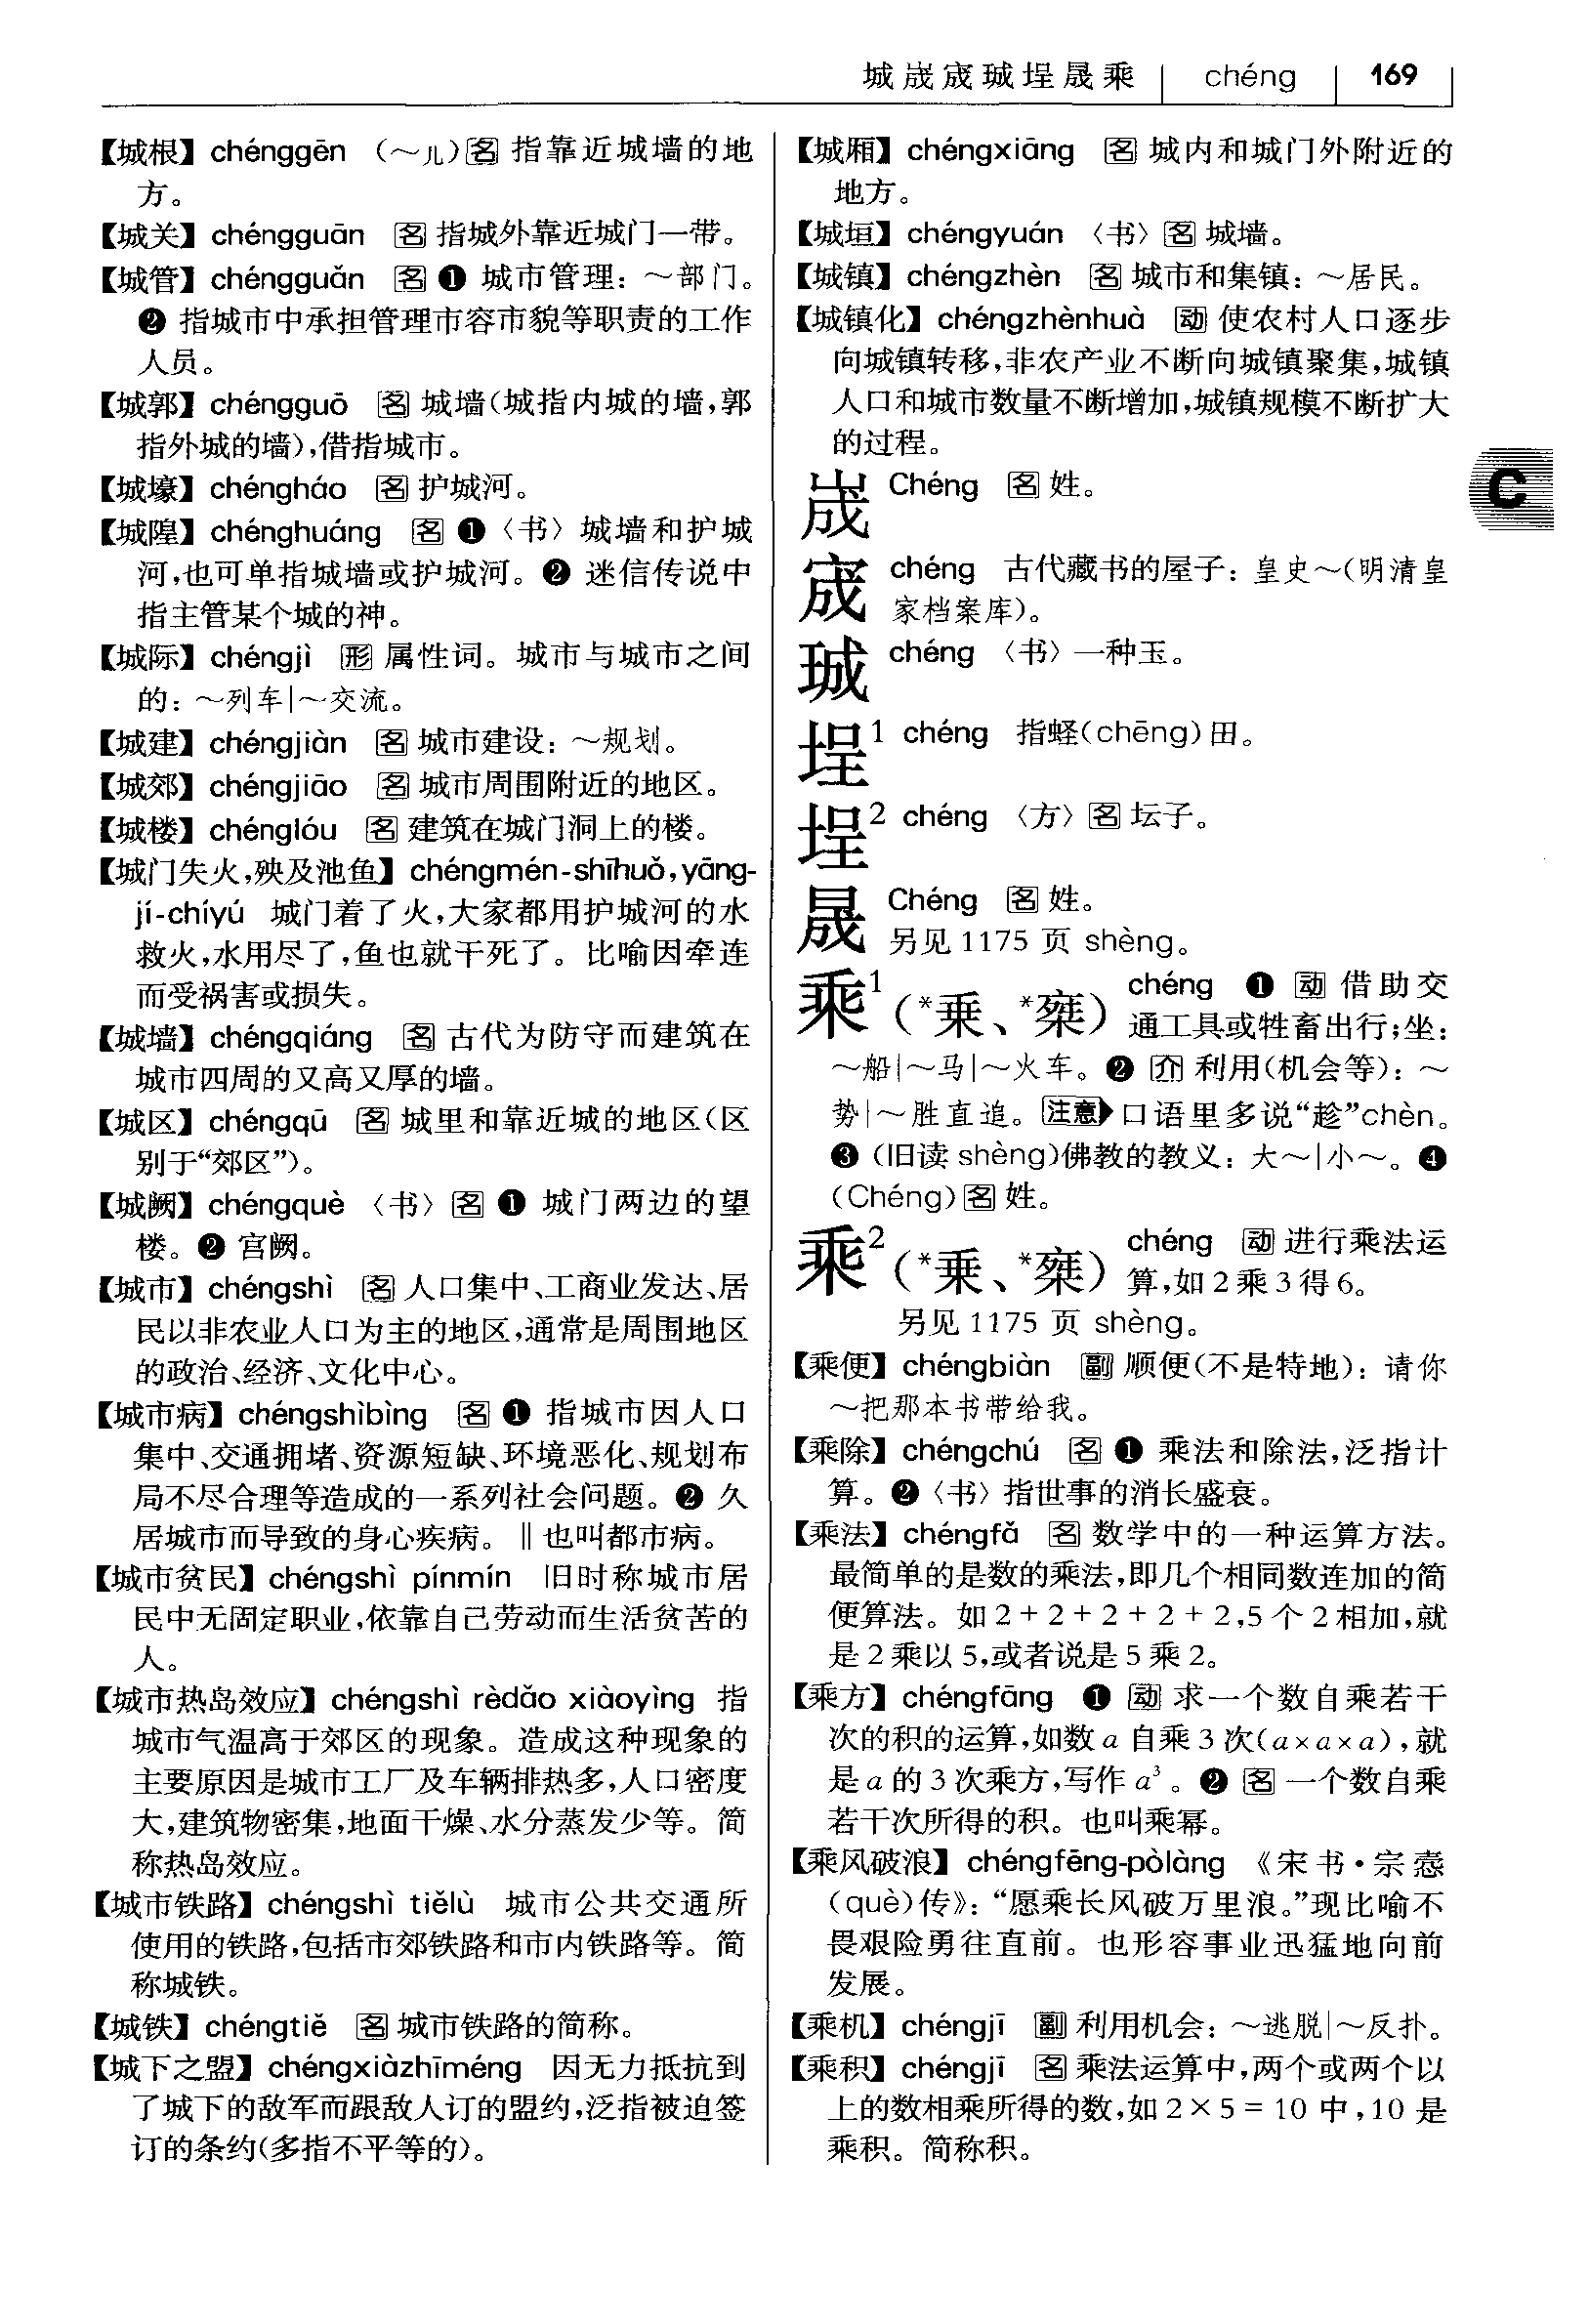 城峸宬珹埕晟乘 chéng 169
【城根】chénggēn （～儿）名 指靠近城墙的地
方。
【城关】chéngguān 名 指城外靠近城门一带。
【城管】chéngguǎn 名 ❶ 城市管理：～部门。
❷ 指城市中承担管理市容市貌等职责的工作
人员。
【城郭】chéngguō 名 城墙（城指内城的墙，郭
指外城的墙），借指城市。
【城壕】chéngháo 名 护城河。
【城隍】chénghuáng 名 ❶〈书〉城墙和护城
河，也可单指城墙或护城河。❷ 迷信传说中
指主管某个城的神。
【城际】chéngjì 形 属性词。城市与城市之间
的：～列车|～交流。
【城建】chéngjiàn 名 城市建设：～规划。
【城郊】chéngjiāo 名 城市周围附近的地区。
【城楼】chénglóu 名 建筑在城门洞上的楼。
【城门失火，殃及池鱼】chéngmén-shīhuǒ，yāng-
jí-chíyú 城门着了火，大家都用护城河的水
救火，水用尽了，鱼也就干死了。比喻因牵连
而受祸害或损失。
【城墙】chéngqiáng 名 古代为防守而建筑在
城市四周的又高又厚的墙。
【城区】chéngqū 名 城里和靠近城的地区（区
别于“郊区”）。
【城阙】chéngquè 〈书〉名 ❶ 城门两边的望
楼。❷ 宫阙。
【城市】chéngshì 名 人口集中、工商业发达、居
民以非农业人口为主的地区，通常是周围地区
的政治、经济、文化中心。
【城市病】chéngshìbìng 名 ❶ 指城市因人口
集中、交通拥堵、资源短缺、环境恶化、规划布
局不尽合理等造成的一系列社会问题。❷ 久
居城市而导致的身心疾病。‖也叫都市病。
【城市贫民】chéngshì pínmín 旧时称城市居
民中无固定职业，依靠自己劳动而生活贫苦的
人。
【城市热岛效应】chéngshì rèdǎo xiàoyìng 指
城市气温高于郊区的现象。造成这种现象的
主要原因是城市工厂及车辆排热多，人口密度
大，建筑物密集，地面干燥、水分蒸发少等。简
称热岛效应。
【城市铁路】chéngshì tiělù 城市公共交通所
使用的铁路，包括市郊铁路和市内铁路等。简
称城铁。
【城铁】chéngtiě 名 城市铁路的简称。
【城下之盟】chéngxiàzhīméng 因无力抵抗到
了城下的敌军而跟敌人订的盟约，泛指被迫签
订的条约（多指不平等的）。
【城厢】chéngxiāng 名 城内和城门外附近的
地方。
【城垣】chéngyuán 〈书〉名 城墙。
【城镇】chéngzhèn 名 城市和集镇：～居民。
【城镇化】chéngzhènhuà 动 使农村人口逐步
向城镇转移，非农产业不断向城镇聚集，城镇
人口和城市数量不断增加，城镇规模不断扩大
的过程。
峸 Chéng 名 姓。
C
宬 chéng 古代藏书的屋子：皇史～（明清皇
家档案库）。
珹 chéng 〈书〉一种玉。
埕¹ chéng 指蛏（chēng）田。
埕² chéng 〈方〉名 坛子。
晟 Chéng 名 姓。
另见 1175 页 shèng。
乘¹（*乗、*椉） chéng ❶ 动 借助交
通工具或牲畜出行；坐：
～船|～马|～火车。❷ 介 利用（机会等）：～
势|～胜直追。注意 口语里多说“趁”chèn。
❸（旧读 shèng）佛教的教义：大～|小～。❹
（Chéng）名 姓。
乘²（*乗、*椉） chéng 动 进行乘法运
算，如 2 乘 3 得 6。
另见 1175 页 shèng。
【乘便】chéngbiàn 副 顺便（不是特地）：请你
～把那本书带给我。
【乘除】chéngchú 名 ❶ 乘法和除法，泛指计
算。❷〈书〉指世事的消长盛衰。
【乘法】chéngfǎ 名 数学中的一种运算方法。
最简单的是数的乘法，即几个相同数连加的简
便算法。如 2 + 2 + 2 + 2 + 2，5 个 2 相加，就
是 2 乘以 5，或者说是 5 乘 2。
【乘方】chéngfāng ❶ 动 求一个数自乘若干
次的积的运算，如数 a 自乘 3 次（a×a×a），就
是 a 的 3 次乘方，写作 a³。❷ 名 一个数自乘
若干次所得的积。也叫乘幂。
【乘风破浪】chéngfēng-pòlàng 《宋书·宗悫
（què）传》：“愿乘长风破万里浪。”现比喻不
畏艰险勇往直前。也形容事业迅猛地向前
发展。
【乘机】chéngjī 副 利用机会：～逃脱|～反扑。
【乘积】chéngjī 名 乘法运算中，两个或两个以
上的数相乘所得的数，如 2×5 = 10 中，10 是
乘积。简称积。